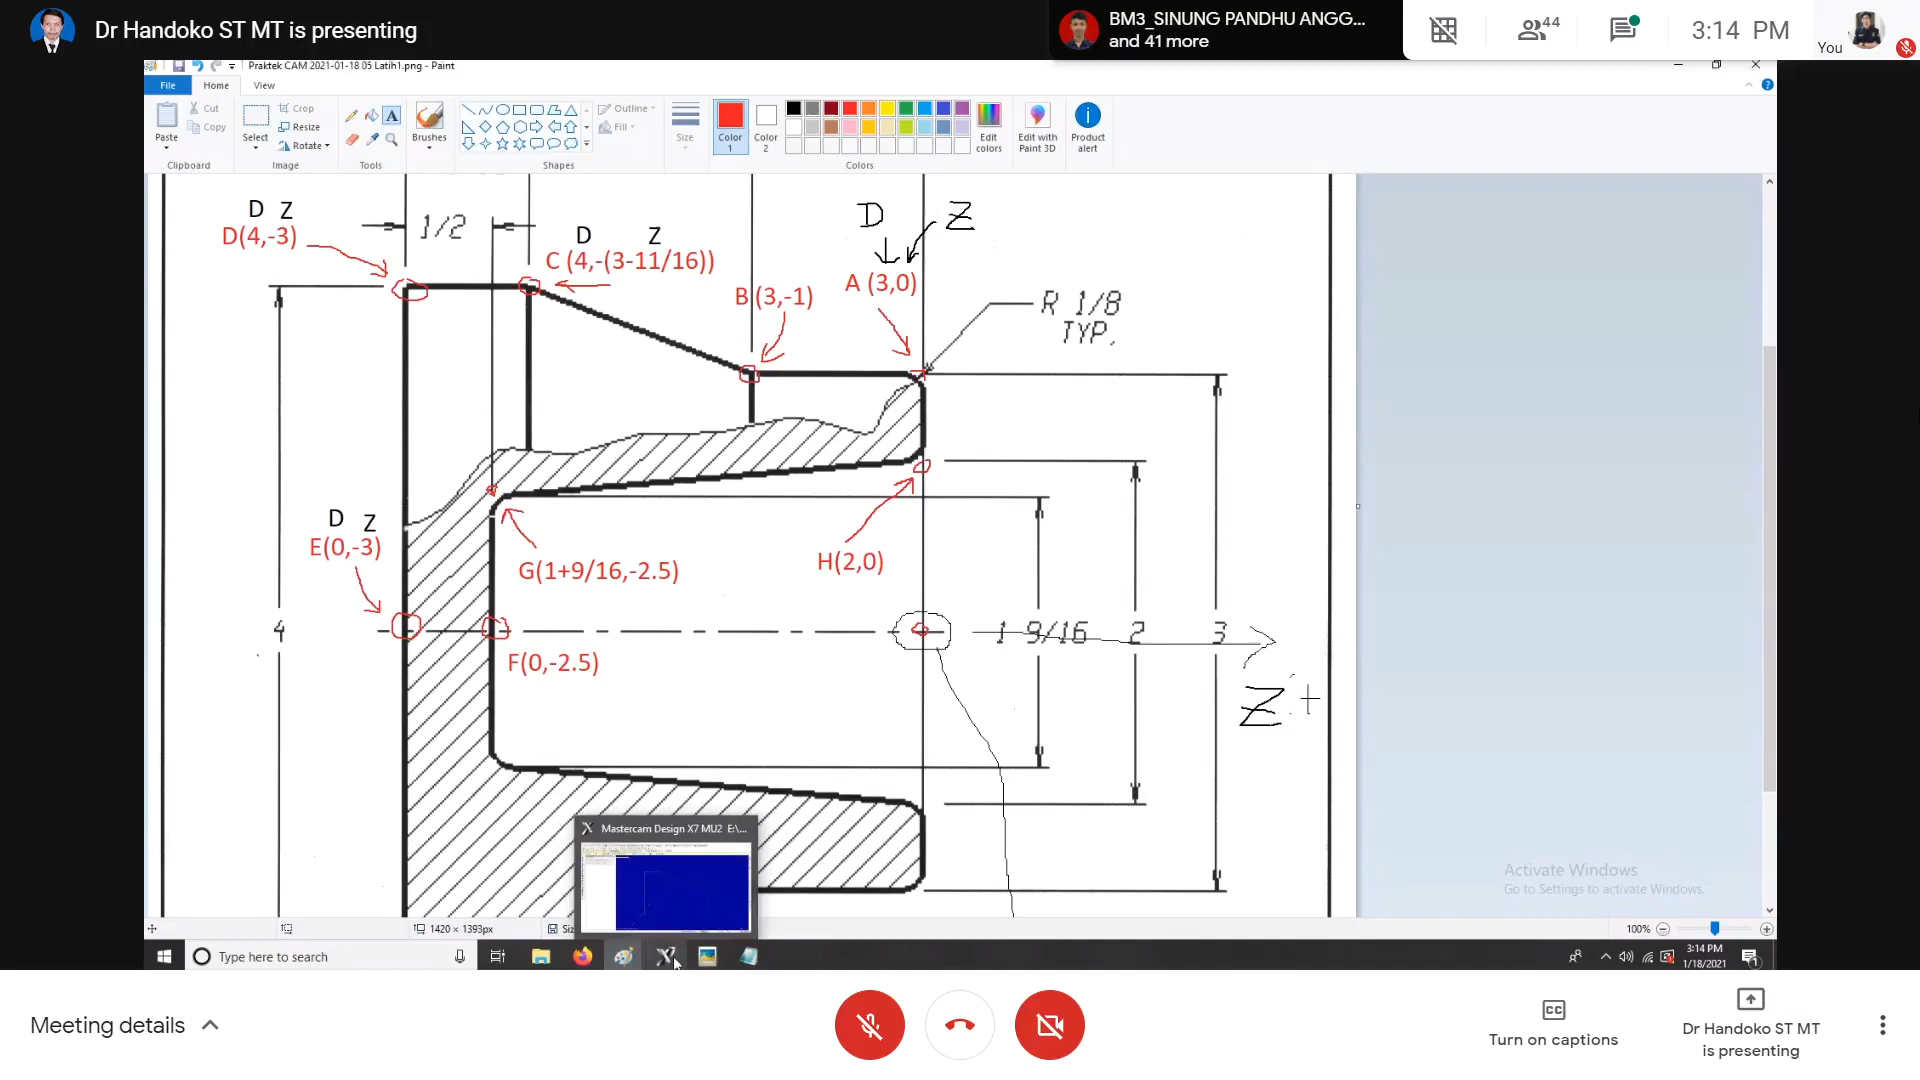 Dr Handoko ST MT is presenting
BM3_SINUNG PANDHU ANGG...
and 41 more
44
3:14 PM
You
Praktek CAM 2021-01-18 05 Latih1.png - Paint
File Home View
Paste
Cut
Copy
Clipboard
Select
Crop
Resize
Rotate
Image
A
Tools
Brushes
Outline
Fill
Shapes
Size
Color 1
Color 2
Edit colors
Colors
Edit with Paint 3D
Product alert
D Z
D(4,-3)
1/2
D Z
C (4,-(3-11/16))
D Z
A (3,0)
B (3,-1)
R 1/8
TYP.
D Z
E(0,-3)
G(1+9/16,-2.5)
H(2,0)
4
1 9/16
2
3
F(0,-2.5)
Z +
Mastercam Design X7 MU2 E:\...
Activate Windows
Go to Settings to activate Windows.
1420 × 1393px
100%
Type here to search
3:14 PM
1/18/2021
1
Meeting details
CC
Turn on captions
Dr Handoko ST MT
is presenting